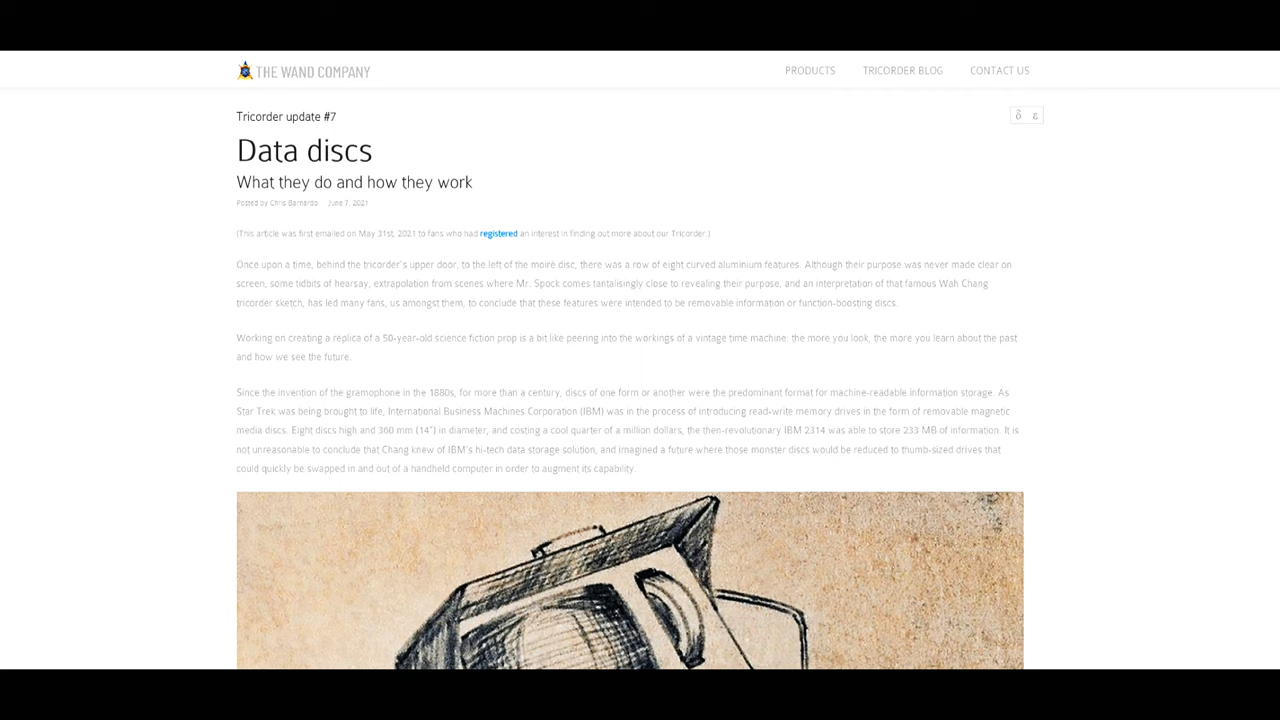 THE WAND COMPANY
PRODUCTS TRICORDER BLOG CONTACT US
Tricorder update #7
δ ε
Data discs
What they do and how they work
Posted by Chris Barnardo June 7, 2021
(This article was first emailed on May 31st, 2021 to fans who had registered an interest in finding out more about our Tricorder.)
Once upon a time, behind the tricorder's upper door, to the left of the moiré disc, there was a row of eight curved aluminium features. Although their purpose was never made clear on
screen, some tidbits of hearsay, extrapolation from scenes where Mr. Spock comes tantalisingly close to revealing their purpose, and an interpretation of that famous Wah Chang
tricorder sketch, has led many fans, us amongst them, to conclude that these features were intended to be removable information or function-boosting discs.
Working on creating a replica of a 50-year-old science fiction prop is a bit like peering into the workings of a vintage time machine: the more you look, the more you learn about the past
and how we see the future.
Since the invention of the gramophone in the 1880s, for more than a century, discs of one form or another were the predominant format for machine-readable information storage. As
Star Trek was being brought to life, International Business Machines Corporation (IBM) was in the process of introducing read-write memory drives in the form of removable magnetic
media discs. Eight discs high and 360 mm (14") in diameter, and costing a cool quarter of a million dollars, the then-revolutionary IBM 2314 was able to store 233 MB of information. It is
not unreasonable to conclude that Chang knew of IBM's hi-tech data storage solution, and imagined a future where those monster discs would be reduced to thumb-sized drives that
could quickly be swapped in and out of a handheld computer in order to augment its capability.